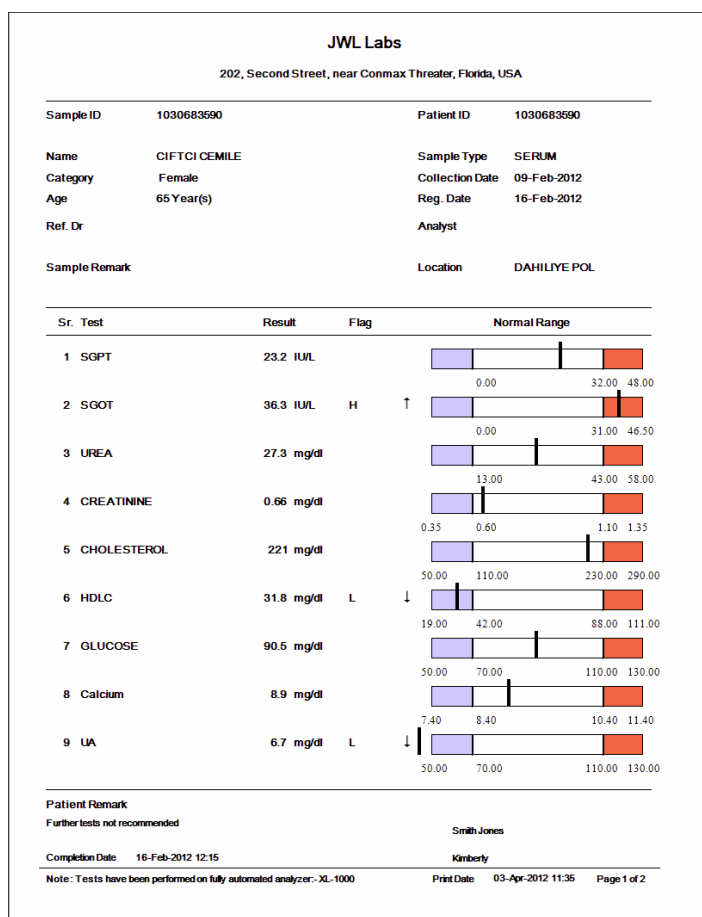 JWL Labs
202, Second Street, near Conmax Threater, Florida, USA
Sample ID 1030683590 Patient ID 1030683590
Name CIFTCI CEMILE Sample Type SERUM
Category Female Collection Date 09-Feb-2012
Age 65 Year(s) Reg. Date 16-Feb-2012
Ref. Dr Analyst
Sample Remark Location DAHILIYE POL
Sr. Test Result Flag Normal Range
1 SGPT 23.2 IU/L
0.00 32.00 48.00
2 SGOT 36.3 IU/L H ↑
0.00 31.00 46.50
3 UREA 27.3 mg/dl
13.00 43.00 58.00
4 CREATININE 0.66 mg/dl
0.35 0.60 1.10 1.35
5 CHOLESTEROL 221 mg/dl
50.00 110.00 230.00 290.00
6 HDLC 31.8 mg/dl L ↓
19.00 42.00 88.00 111.00
7 GLUCOSE 90.5 mg/dl
50.00 70.00 110.00 130.00
8 Calcium 8.9 mg/dl
7.40 8.40 10.40 11.40
9 UA 6.7 mg/dl L ↓
50.00 70.00 110.00 130.00
Patient Remark
Further tests not recommended
Smith Jones
Completion Date 16-Feb-2012 12:15 Kimberly
Note : Tests have been performed on fully automated analyzer:- XL-1000 Print Date 03-Apr-2012 11:35 Page 1 of 2